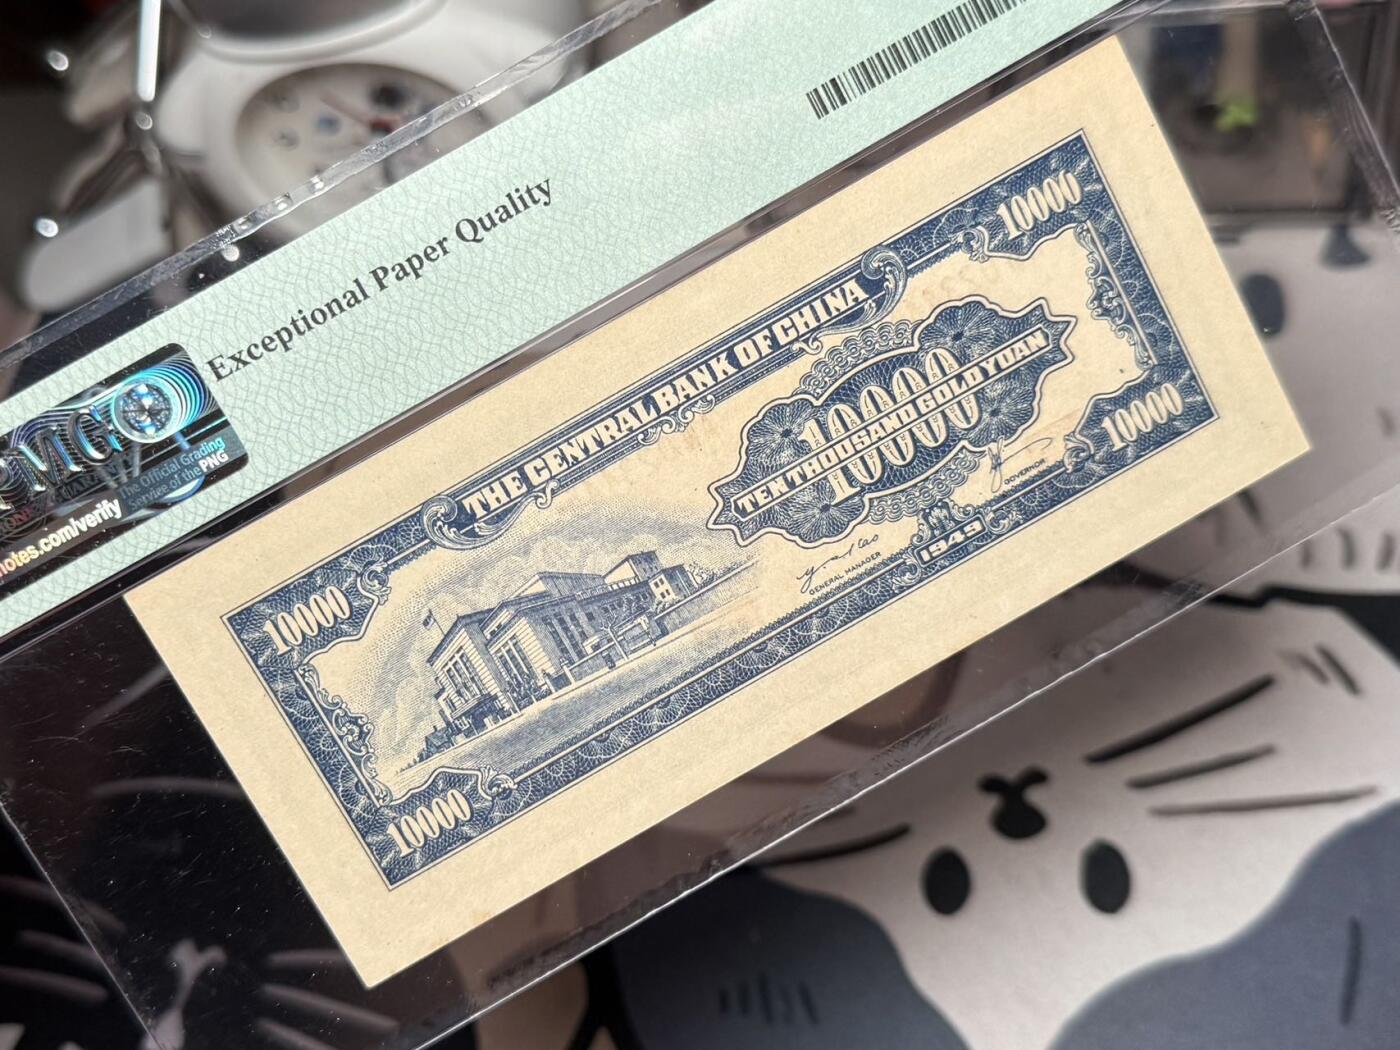 Exceptional Paper Quality
PMG
The Official Grading
Service of the PNG
notes.com/verify
THE CENTRAL BANK OF CHINA
10000
10000
10000
TEN THOUSAND GOLD YUAN
10000
10000
GENERAL MANAGER
GOVERNOR
1949